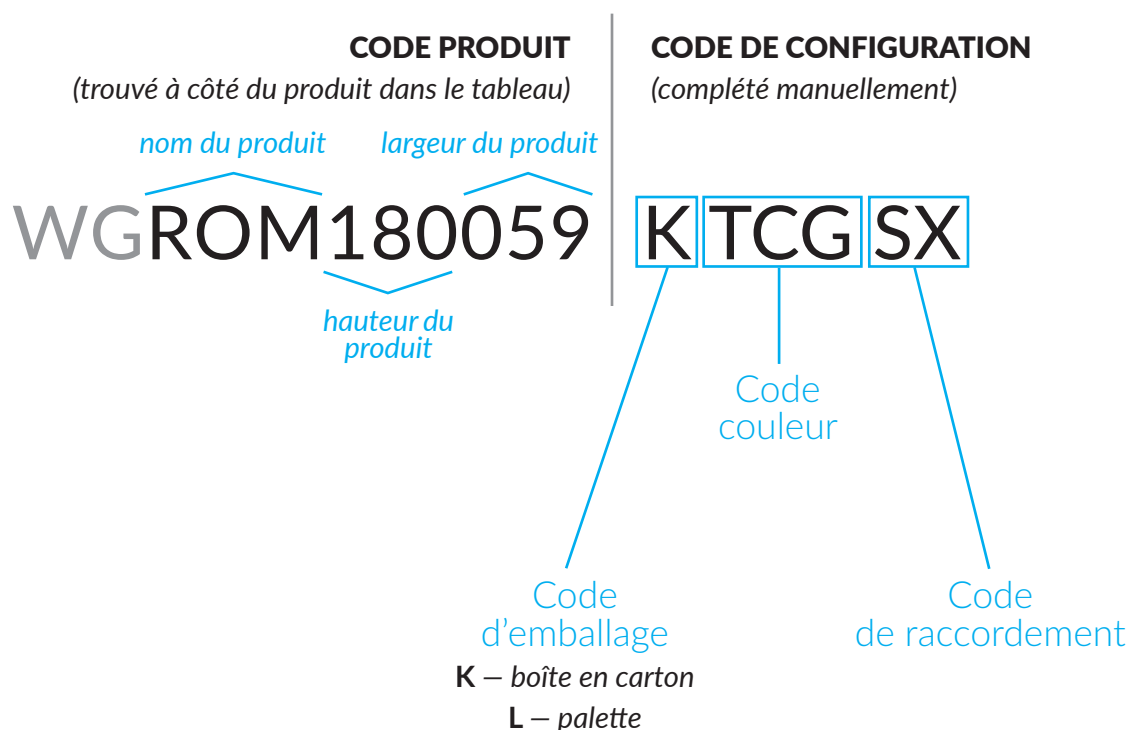 CODE PRODUIT
(trouvé à côté du produit dans le tableau)
CODE DE CONFIGURATION
(complété manuellement)
nom du produit
largeur du produit
WGROM180059 K TCG SX
hauteur du
produit
Code
couleur
Code
d'emballage
K – boîte en carton
L – palette
Code
de raccordement